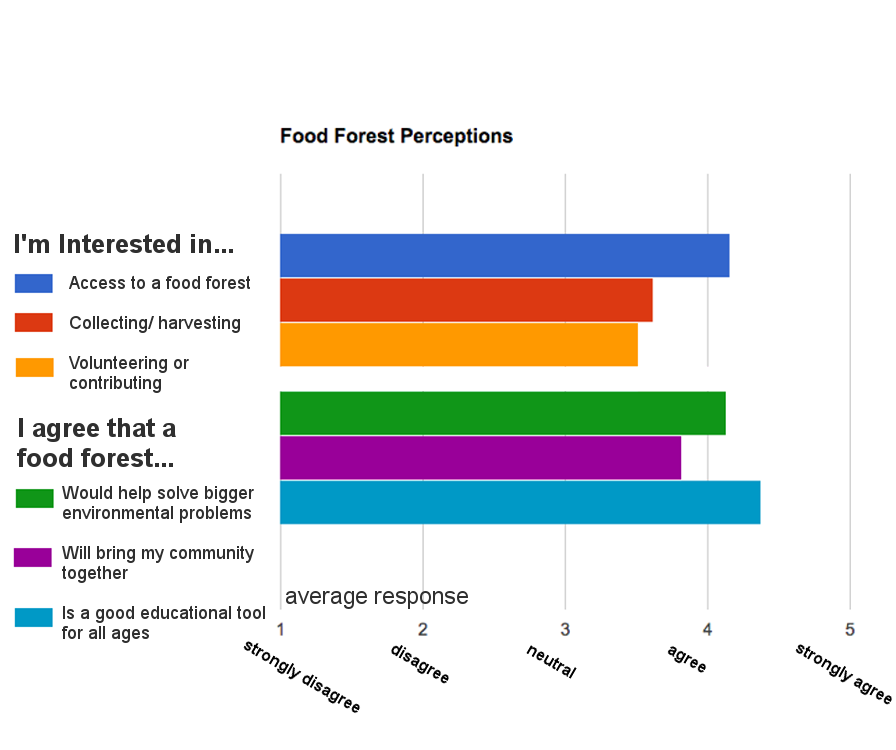 Food Forest Perceptions
I'm Interested in...
Access to a food forest
Collecting/ harvesting
Volunteering or
contributing
I agree that a
food forest...
Would help solve bigger
environmental problems
Will bring my community
together
Is a good educational tool
for all ages
average response
1 2 3 4 5
strongly disagree disagree neutral agree strongly agree